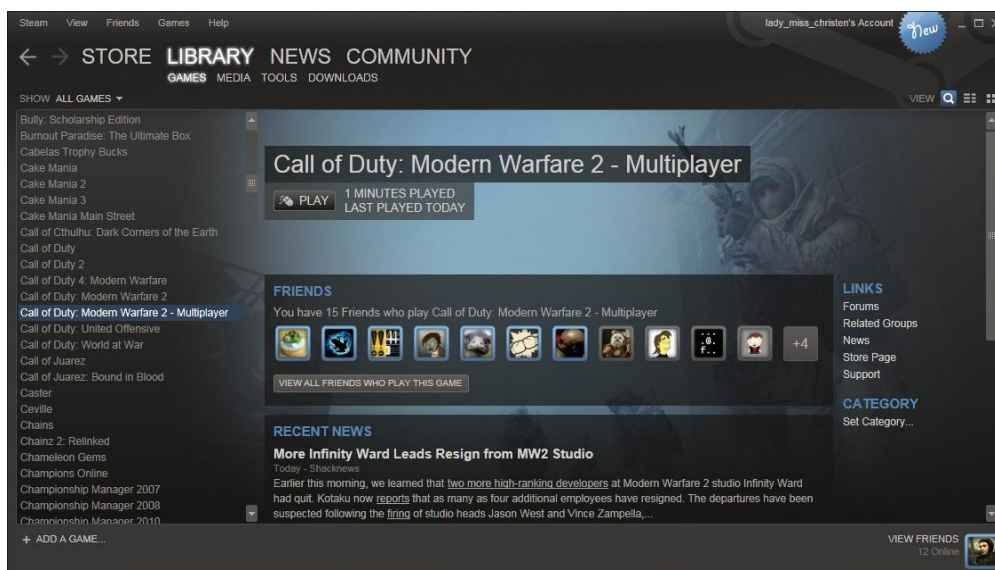 Steam View Friends Games Help
lady_miss_christen's Account
New
STORE LIBRARY NEWS COMMUNITY
GAMES MEDIA TOOLS DOWNLOADS
SHOW ALL GAMES
VIEW
Bully: Scholarship Edition
Burnout Paradise: The Ultimate Box
Cabelas Trophy Bucks
Cake Mania
Cake Mania 2
Cake Mania 3
Cake Mania Main Street
Call of Cthulhu: Dark Corners of the Earth
Call of Duty
Call of Duty 2
Call of Duty 4: Modern Warfare
Call of Duty: Modern Warfare 2
Call of Duty: Modern Warfare 2 - Multiplayer
Call of Duty: United Offensive
Call of Duty: World at War
Call of Juarez
Call of Juarez: Bound in Blood
Caster
Ceville
Chains
Chainz 2: Relinked
Chameleon Gems
Champions Online
Championship Manager 2007
Championship Manager 2008
Championship Manager 2010
Call of Duty: Modern Warfare 2 - Multiplayer
PLAY
1 MINUTES PLAYED
LAST PLAYED TODAY
FRIENDS
You have 15 Friends who play Call of Duty: Modern Warfare 2 - Multiplayer
+4
VIEW ALL FRIENDS WHO PLAY THIS GAME
RECENT NEWS
More Infinity Ward Leads Resign from MW2 Studio
Today - Shacknews
Earlier this morning, we learned that two more high-ranking developers at Modern Warfare 2 studio Infinity Ward
had quit. Kotaku now reports that as many as four additional employees have resigned. The departures have been
suspected following the firing of studio heads Jason West and Vince Zampella,...
LINKS
Forums
Related Groups
News
Store Page
Support
CATEGORY
Set Category...
+ ADD A GAME...
VIEW FRIENDS
12 Online